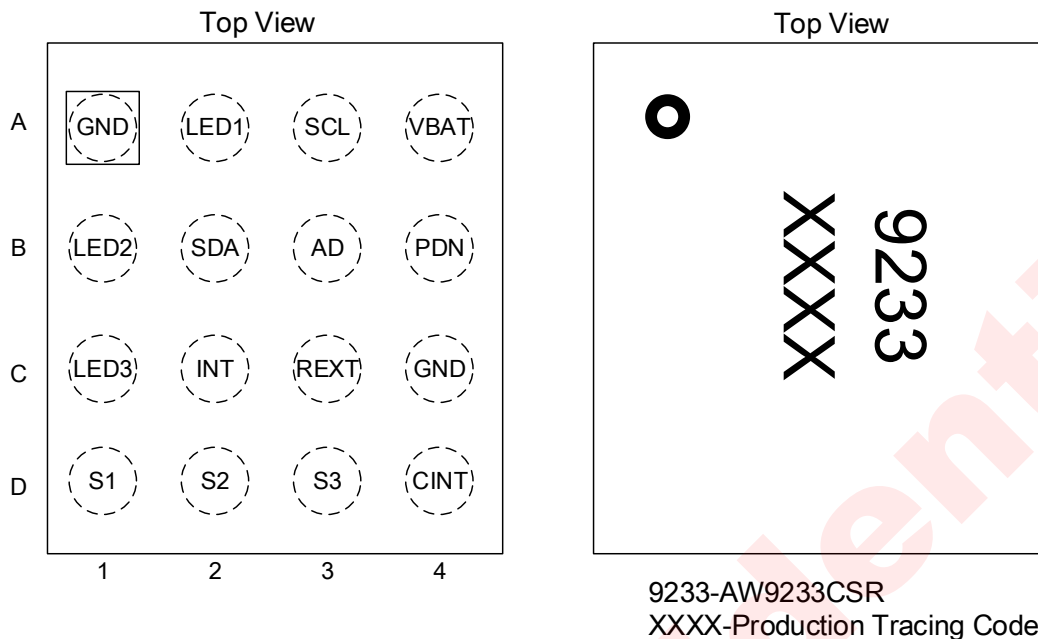 Top View
A GND LED1 SCL VBAT
B LED2 SDA AD PDN
C LED3 INT REXT GND
D S1 S2 S3 CINT
1 2 3 4
Top View
9233
XXXX
9233-AW9233CSR
XXXX-Production Tracing Code